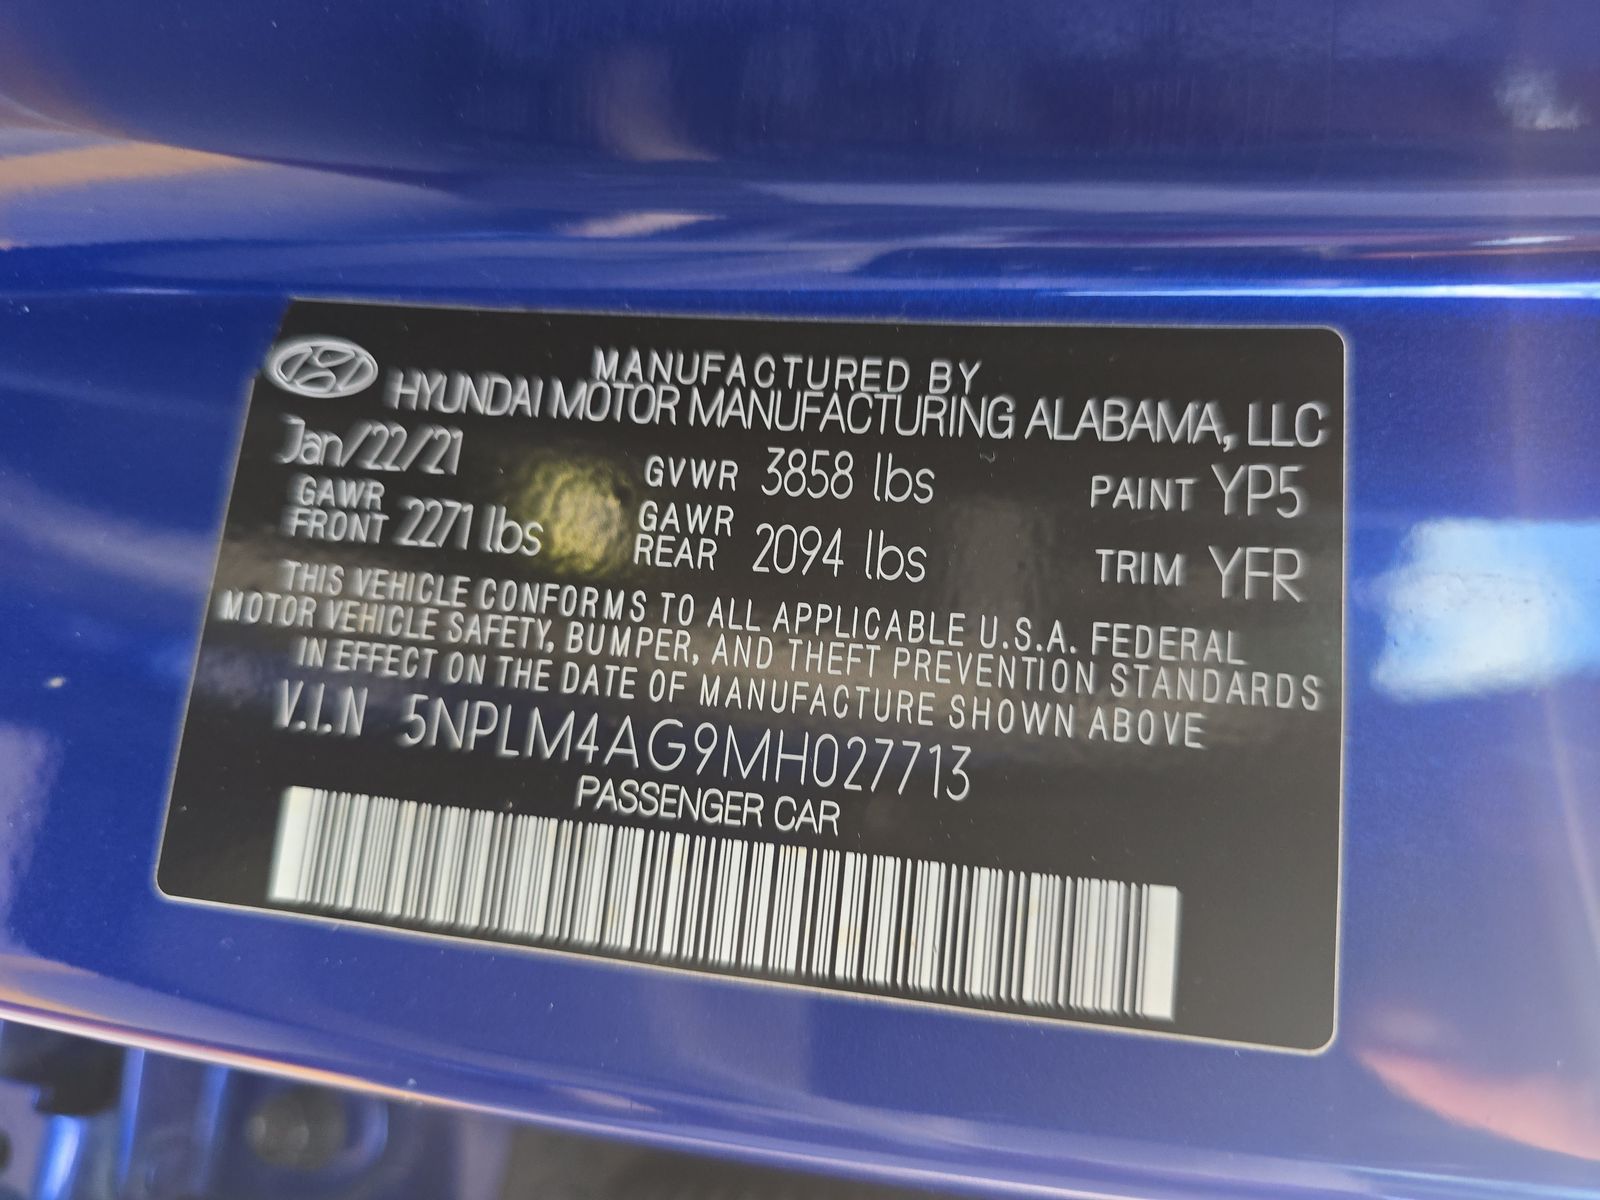 MANUFACTURED BY
HYUNDAI MOTOR MANUFACTURING ALABAMA, LLC
Jan/22/21 GVWR 3858 lbs PAINT YP5
GAWR FRONT 2271 lbs GAWR REAR 2094 lbs TRIM YFR
THIS VEHICLE CONFORMS TO ALL APPLICABLE U.S.A. FEDERAL
MOTOR VEHICLE SAFETY, BUMPER, AND THEFT PREVENTION STANDARDS
IN EFFECT ON THE DATE OF MANUFACTURE SHOWN ABOVE
V.I.N 5NPLM4AG9MH027713
PASSENGER CAR